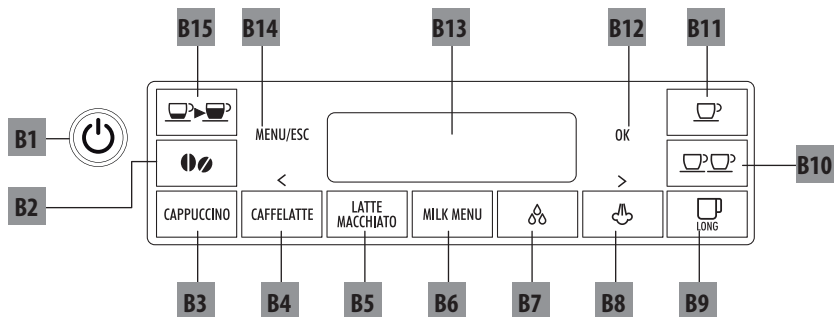 B15 B14 B13 B12 B11
B1 MENU/ESC OK
B10
B2 < >
CAPPUCCINO CAFFELATTE LATTE MACCHIATO MILK MENU LONG
B3 B4 B5 B6 B7 B8 B9